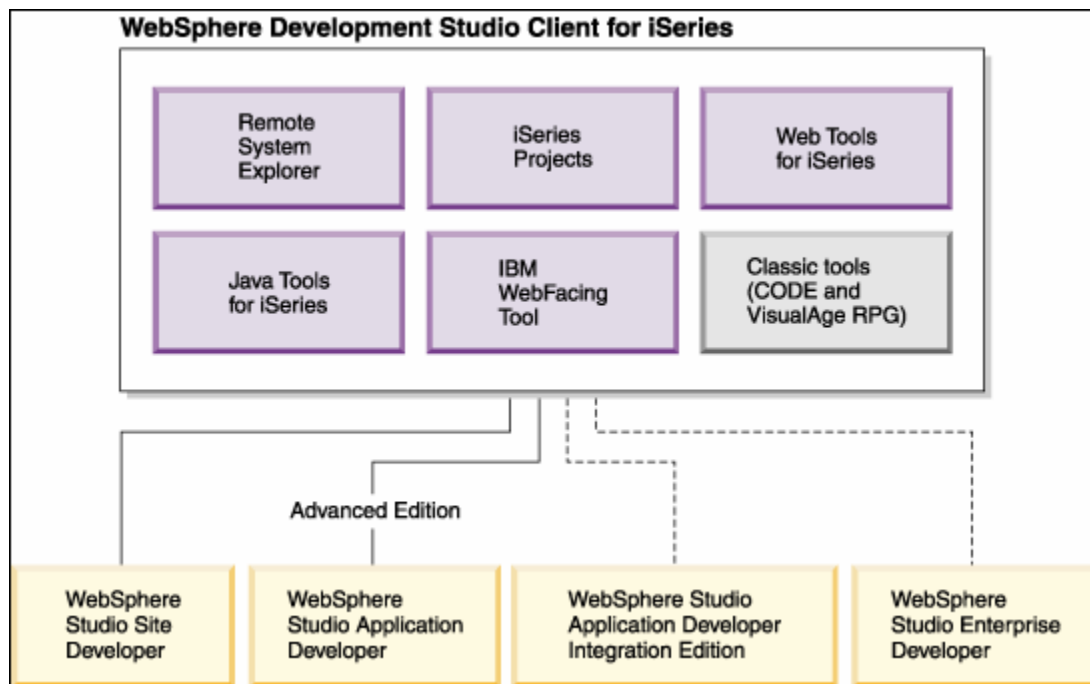 WebSphere Development Studio Client for iSeries
Remote
System
Explorer
iSeries
Projects
Web Tools
for iSeries
Java Tools
for iSeries
IBM
WebFacing
Tool
Classic tools
(CODE and
VisualAge RPG)
Advanced Edition
WebSphere
Studio Site
Developer
WebSphere
Studio Application
Developer
WebSphere Studio
Application Developer
Integration Edition
WebSphere
Studio Enterprise
Developer